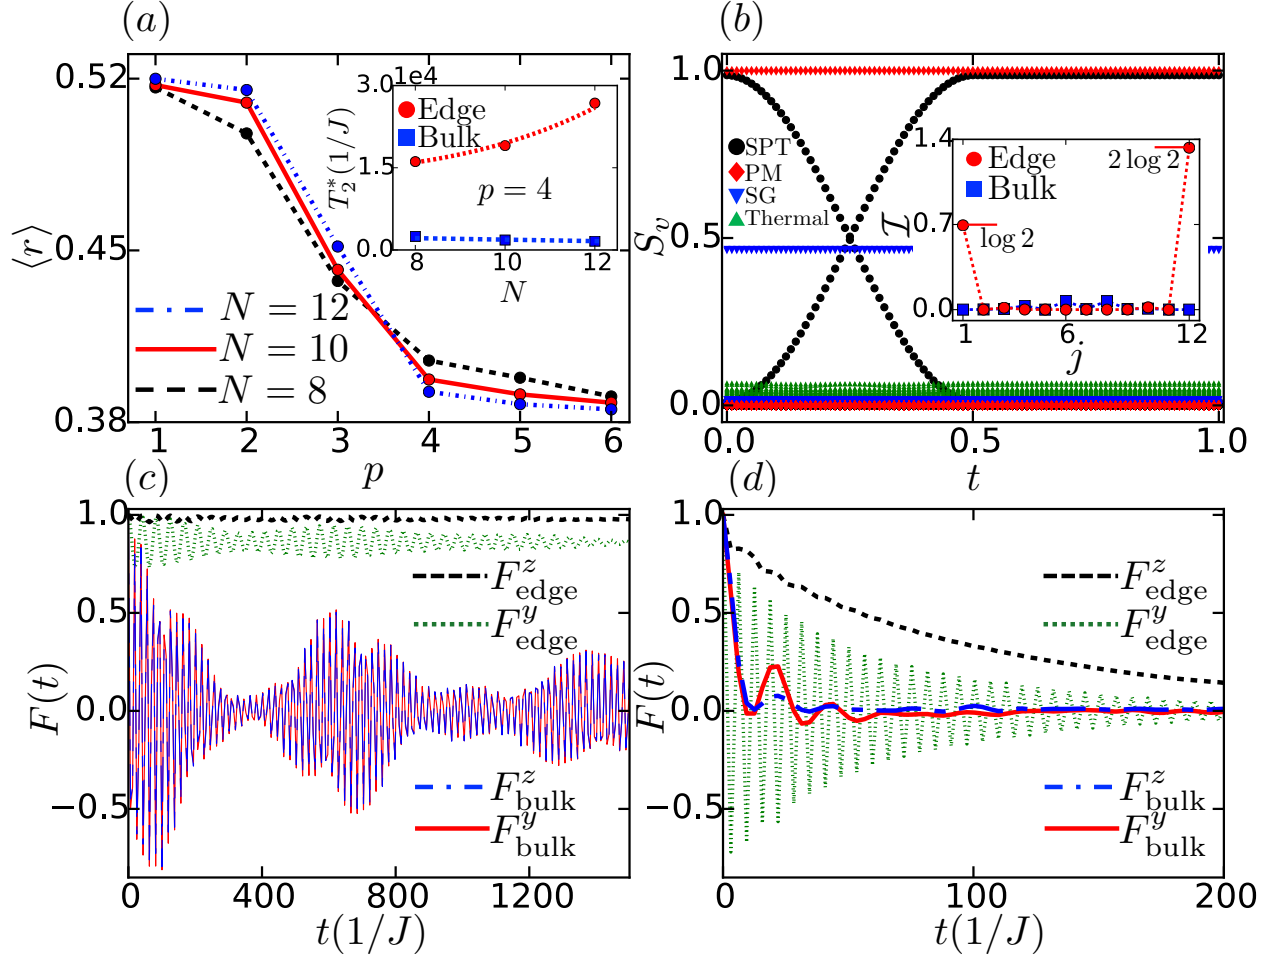 (a)
0.52
0.45
0.38
⟨r⟩
1 2 3 4 5 6
p
N = 12
N = 10
N = 8
1e4
3.0
1.5
0.0
T₂*(1/J)
Edge
Bulk
p = 4
8 10 12
N
(b)
1.0
0.5
0.0
S_v
SPT
PM
SG
Thermal
0.0 0.5 1.0
t
1.4
0.7
0.0
𝓘
Edge
Bulk
2 log 2
log 2
1 6 12
j
(c)
1.0
0.5
0.0
−0.5
F(t)
F^z_edge
F^y_edge
F^z_bulk
F^y_bulk
0 400 800 1200
t(1/J)
(d)
1.0
0.5
0.0
−0.5
F(t)
F^z_edge
F^y_edge
F^z_bulk
F^y_bulk
0 100 200
t(1/J)